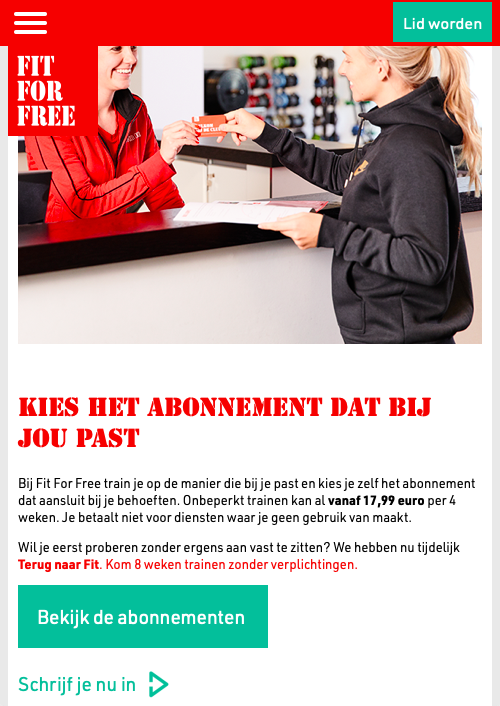 Lid worden
FIT
FOR
FREE
KIES HET ABONNEMENT DAT BIJ
JOU PAST
Bij Fit For Free train je op de manier die bij je past en kies je zelf het abonnement
dat aansluit bij je behoeften. Onbeperkt trainen kan al vanaf 17,99 euro per 4
weken. Je betaalt niet voor diensten waar je geen gebruik van maakt.
Wil je eerst proberen zonder ergens aan vast te zitten? We hebben nu tijdelijk
Terug naar Fit. Kom 8 weken trainen zonder verplichtingen.
Bekijk de abonnementen
Schrijf je nu in